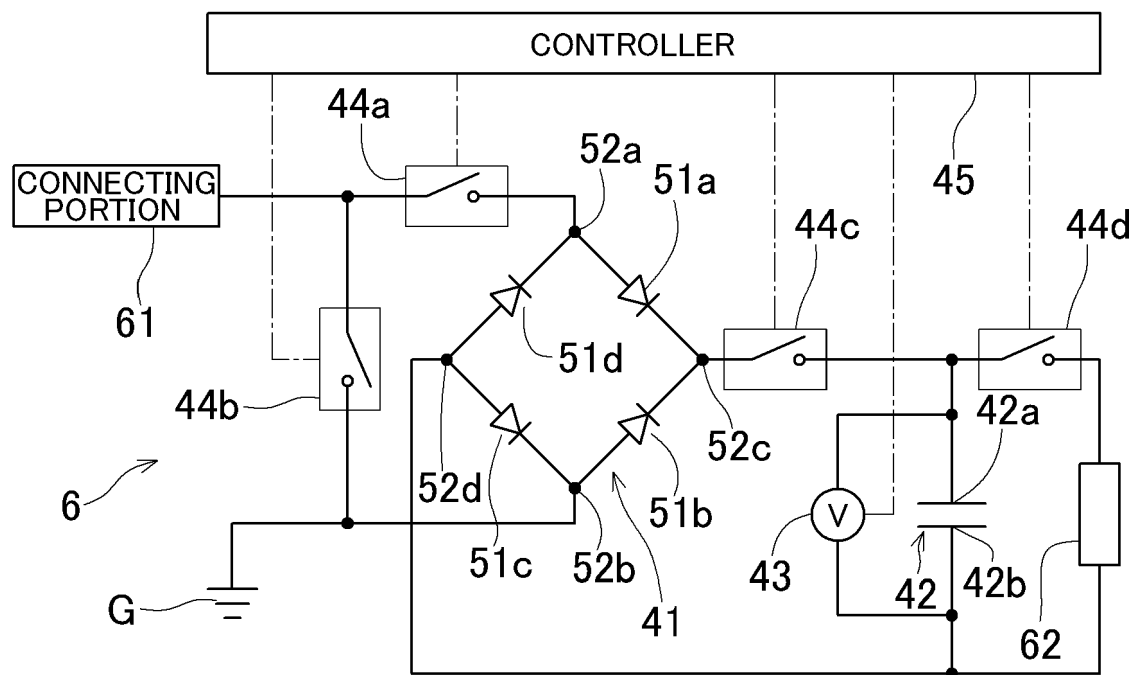 CONTROLLER
44a
52a
51a
45
CONNECTING
PORTION
44c
44d
61
51d
44b
42a
52c
6
52d
51b
V
51c
52b
43
42
42b
G
41
62